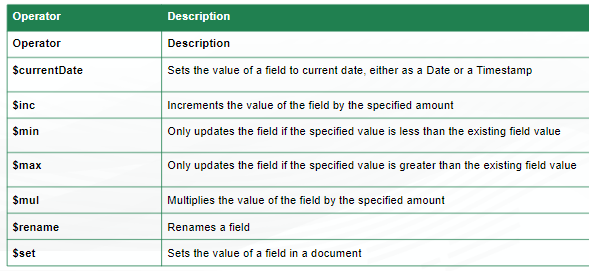 Operator Description
Operator Description
$currentDate Sets the value of a field to current date, either as a Date or a Timestamp
$inc Increments the value of the field by the specified amount
$min Only updates the field if the specified value is less than the existing field value
$max Only updates the field if the specified value is greater than the existing field value
$mul Multiplies the value of the field by the specified amount
$rename Renames a field
$set Sets the value of a field in a document